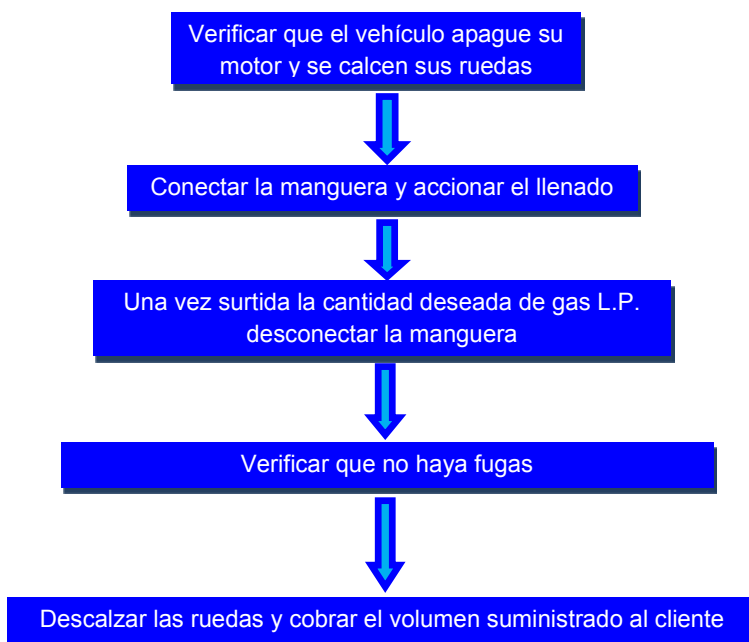 Verificar que el vehículo apague su
motor y se calcen sus ruedas
Conectar la manguera y accionar el llenado
Una vez surtida la cantidad deseada de gas L.P.
desconectar la manguera
Verificar que no haya fugas
Descalzar las ruedas y cobrar el volumen suministrado al cliente